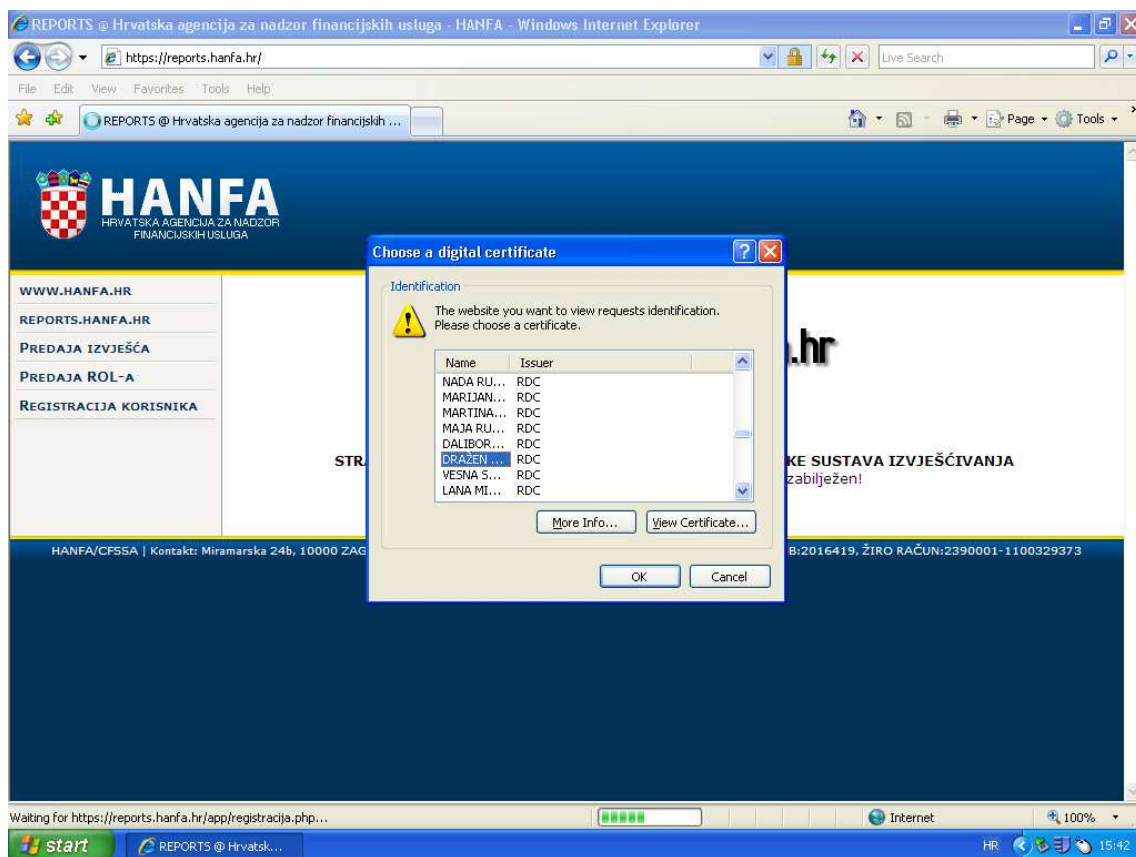 REPORTS @ Hrvatska agencija za nadzor financijskih usluga - HANFA - Windows Internet Explorer
https://reports.hanfa.hr/
Live Search
File Edit View Favorites Tools Help
REPORTS @ Hrvatska agencija za nadzor financijskih ...
Page Tools
HANFA
HRVATSKA AGENCIJA ZA NADZOR
FINANCIJSKIH USLUGA
WWW.HANFA.HR
REPORTS.HANFA.HR
PREDAJA IZVJEŠĆA
PREDAJA ROL-A
REGISTRACIJA KORISNIKA
.hr
STR
KE SUSTAVA IZVJEŠĆIVANJA
zabilježen!
Choose a digital certificate
Identification
The website you want to view requests identification.
Please choose a certificate.
Name Issuer
NADA RU... RDC
MARIJAN... RDC
MARTINA... RDC
MAJA RU... RDC
DALIBOR... RDC
DRAŽEN ... RDC
VESNA S... RDC
LANA MI... RDC
More Info... View Certificate...
OK Cancel
HANFA/CFSSA | Kontakt: Miramarska 24b, 10000 ZAG
B:2016419, ŽIRO RAČUN:2390001-1100329373
Waiting for https://reports.hanfa.hr/app/registracija.php...
Internet 100%
start REPORTS @ Hrvatsk... HR 15:42